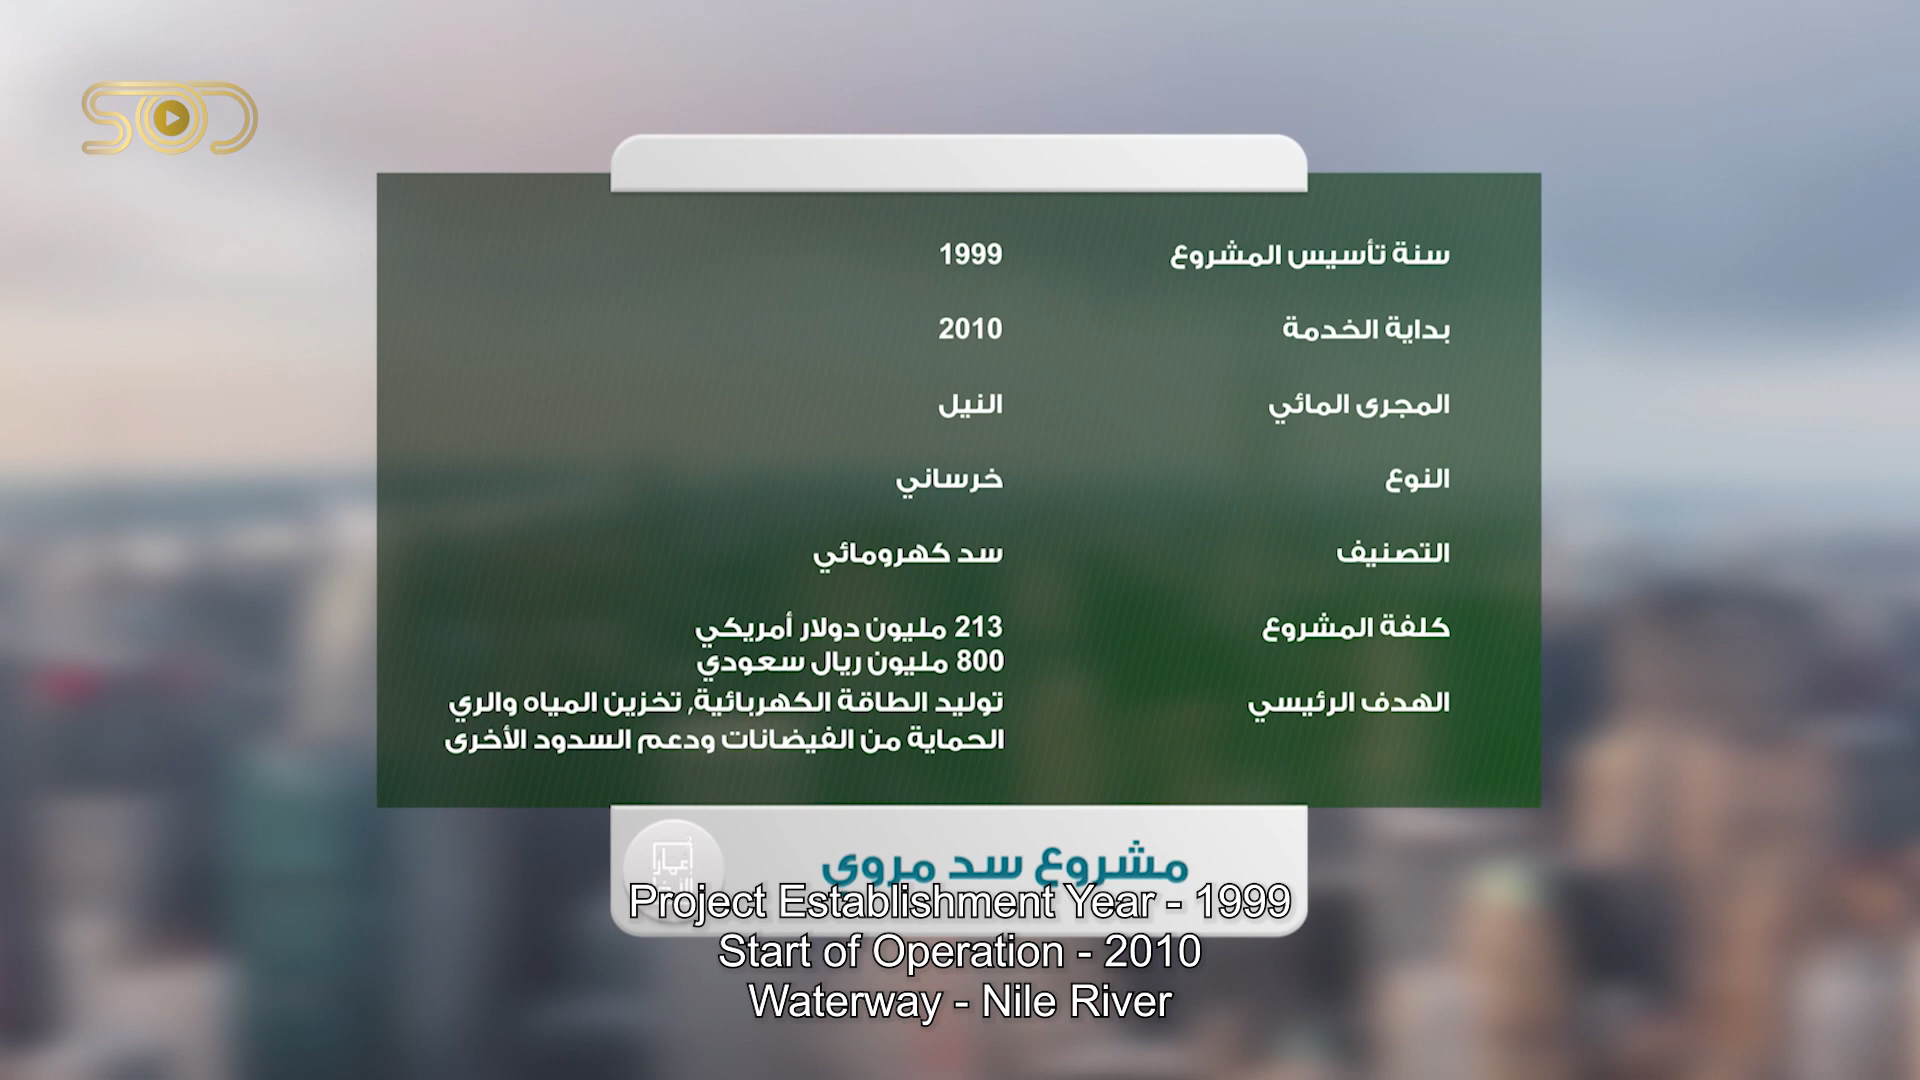 SOD
سنة تأسيس المشروع 1999
بداية الخدمة 2010
المجرى المائي النيل
النوع خرساني
التصنيف سد كهرومائي
كلفة المشروع 213 مليون دولار أمريكي
800 مليون ريال سعودي
الهدف الرئيسي توليد الطاقة الكهربائية, تخزين المياه والري
الحماية من الفيضانات ودعم السدود الأخرى
مشروع سد مروى
Project Establishment Year - 1999
Start of Operation - 2010
Waterway - Nile River